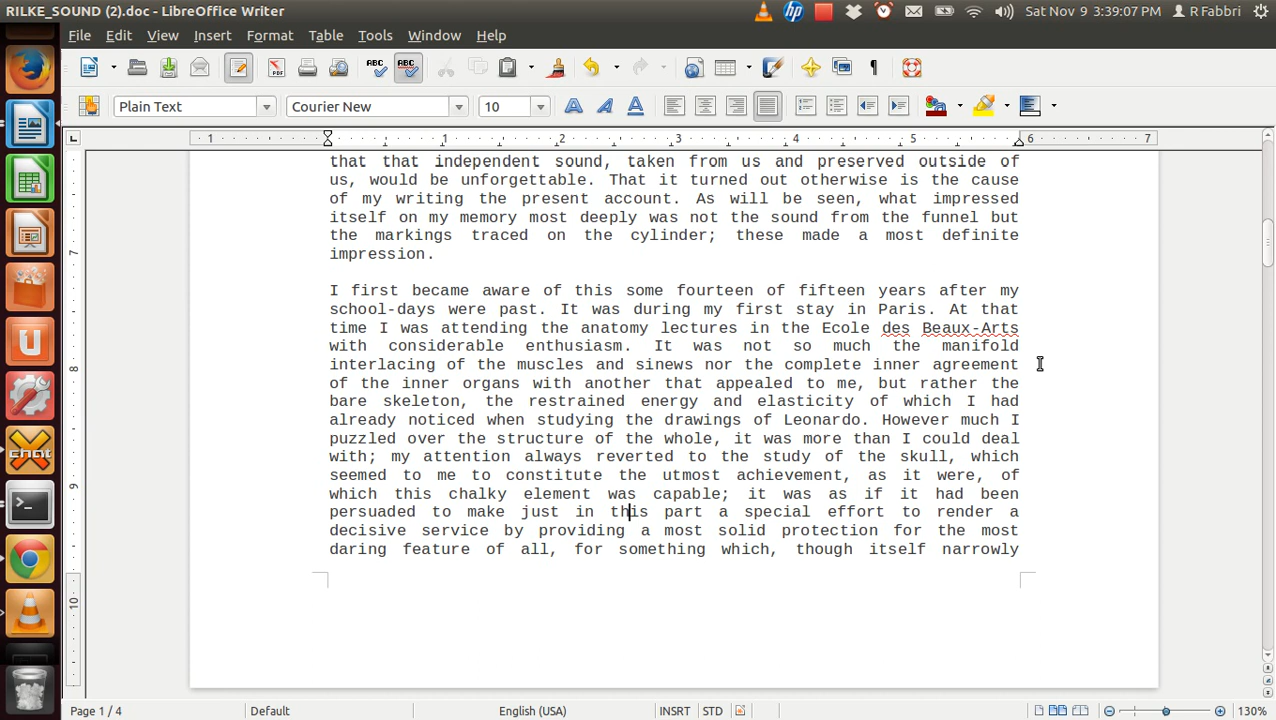 RILKE_SOUND (2).doc - LibreOffice Writer
Sat Nov 9 3:39:07 PM R Fabbri
File Edit View Insert Format Table Tools Window Help
Plain Text Courier New 10
1 1 2 3 4 5 6 7
that that independent sound, taken from us and preserved outside of
us, would be unforgettable. That it turned out otherwise is the cause
of my writing the present account. As will be seen, what impressed
itself on my memory most deeply was not the sound from the funnel but
the markings traced on the cylinder; these made a most definite
impression.
I first became aware of this some fourteen of fifteen years after my
school-days were past. It was during my first stay in Paris. At that
time I was attending the anatomy lectures in the Ecole des Beaux-Arts
with considerable enthusiasm. It was not so much the manifold
interlacing of the muscles and sinews nor the complete inner agreement
of the inner organs with another that appealed to me, but rather the
bare skeleton, the restrained energy and elasticity of which I had
already noticed when studying the drawings of Leonardo. However much I
puzzled over the structure of the whole, it was more than I could deal
with; my attention always reverted to the study of the skull, which
seemed to me to constitute the utmost achievement, as it were, of
which this chalky element was capable; it was as if it had been
persuaded to make just in this part a special effort to render a
decisive service by providing a most solid protection for the most
daring feature of all, for something which, though itself narrowly
7
8
9
10
chat
Page 1 / 4 Default English (USA) INSRT STD 130%